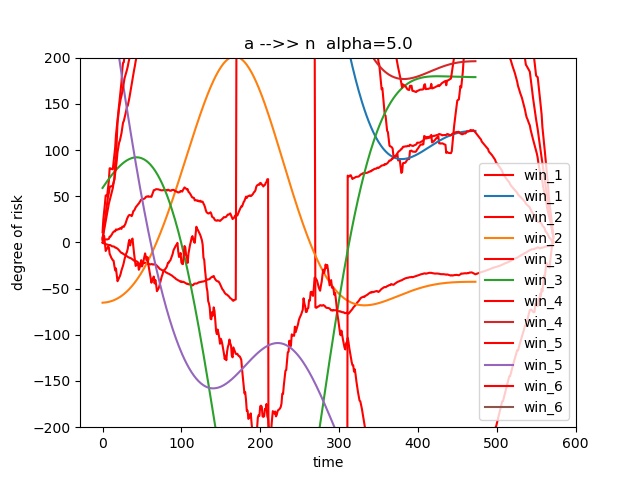 a -->> n  alpha=5.0
degree of risk
200
150
100
50
0
−50
−100
−150
−200
0
100
200
300
400
500
600
time
win_1
win_1
win_2
win_2
win_3
win_3
win_4
win_4
win_5
win_5
win_6
win_6